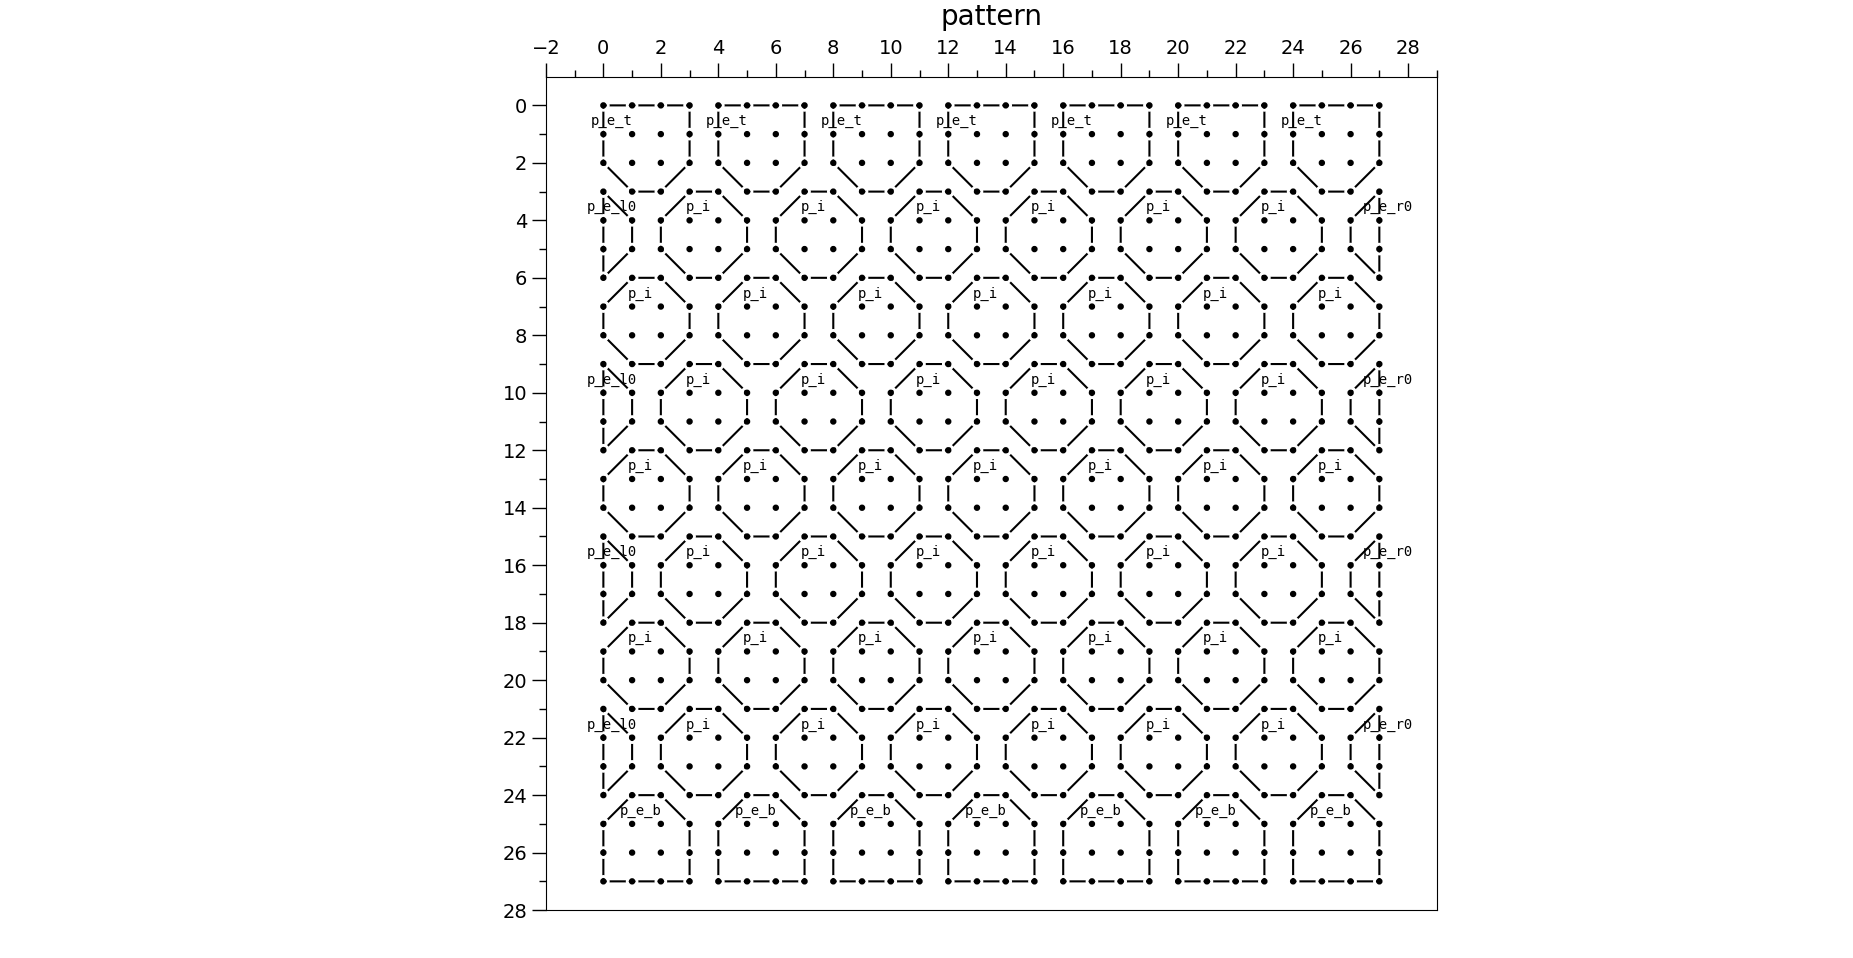 pattern
−2 0 2 4 6 8 10 12 14 16 18 20 22 24 26 28
0
p_e_t p_e_t p_e_t p_e_t p_e_t p_e_t p_e_t
2
4 p_e_l0 p_i p_i p_i p_i p_i p_i p_e_r0
6
p_i p_i p_i p_i p_i p_i p_i
8
10 p_e_l0 p_i p_i p_i p_i p_i p_i p_e_r0
12
p_i p_i p_i p_i p_i p_i p_i
14
16 p_e_l0 p_i p_i p_i p_i p_i p_i p_e_r0
18
p_i p_i p_i p_i p_i p_i p_i
20
22 p_e_l0 p_i p_i p_i p_i p_i p_i p_e_r0
24
p_e_b p_e_b p_e_b p_e_b p_e_b p_e_b p_e_b
26
28